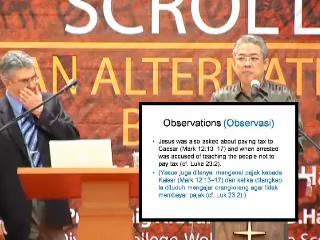 SCROLL
AN ALTERNAT
Observations (Observasi)
• Jesus was also asked about paying tax to
Caesar (Mark 12:13–17) and when arrested
was accused of teaching the people not to
pay tax (cf. Luke 23:2).
• (Yesus juga ditanyai mengenai pajak kepada
Kaisar (Mark 12:13–17) dan ketika ditangkap
Ia dituduh mengajar orang-orang agar tidak
membayar pajak (cf. Luk 23:2).)